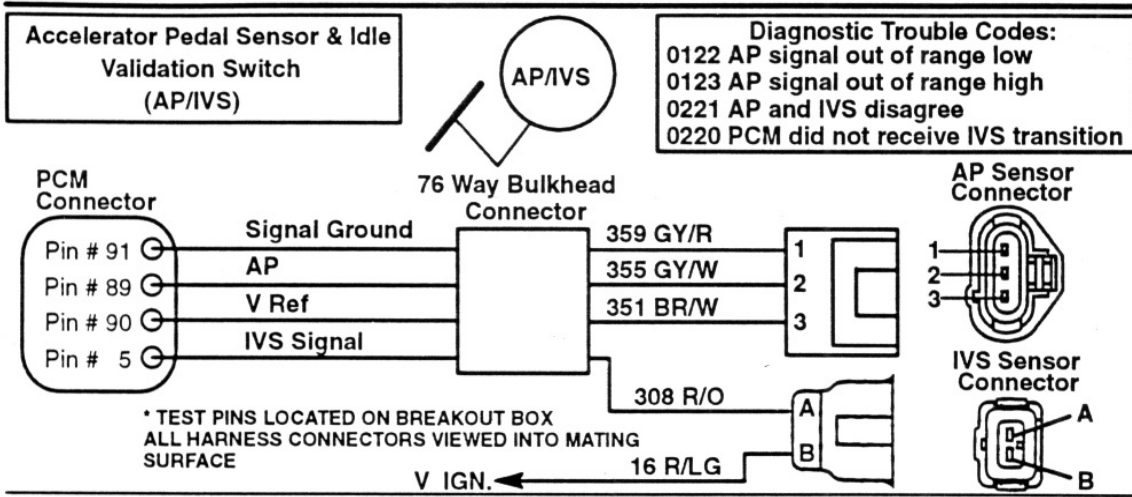 Accelerator Pedal Sensor & Idle
Validation Switch
(AP/IVS)
AP/IVS
Diagnostic Trouble Codes:
0122 AP signal out of range low
0123 AP signal out of range high
0221 AP and IVS disagree
0220 PCM did not receive IVS transition
PCM
Connector
Pin # 91
Pin # 89
Pin # 90
Pin # 5
Signal Ground
AP
V Ref
IVS Signal
76 Way Bulkhead
Connector
359 GY/R
355 GY/W
351 BR/W
1
2
3
AP Sensor
Connector
1
2
3
308 R/O
16 R/LG
A
B
V IGN.
IVS Sensor
Connector
A
B
* TEST PINS LOCATED ON BREAKOUT BOX
ALL HARNESS CONNECTORS VIEWED INTO MATING
SURFACE